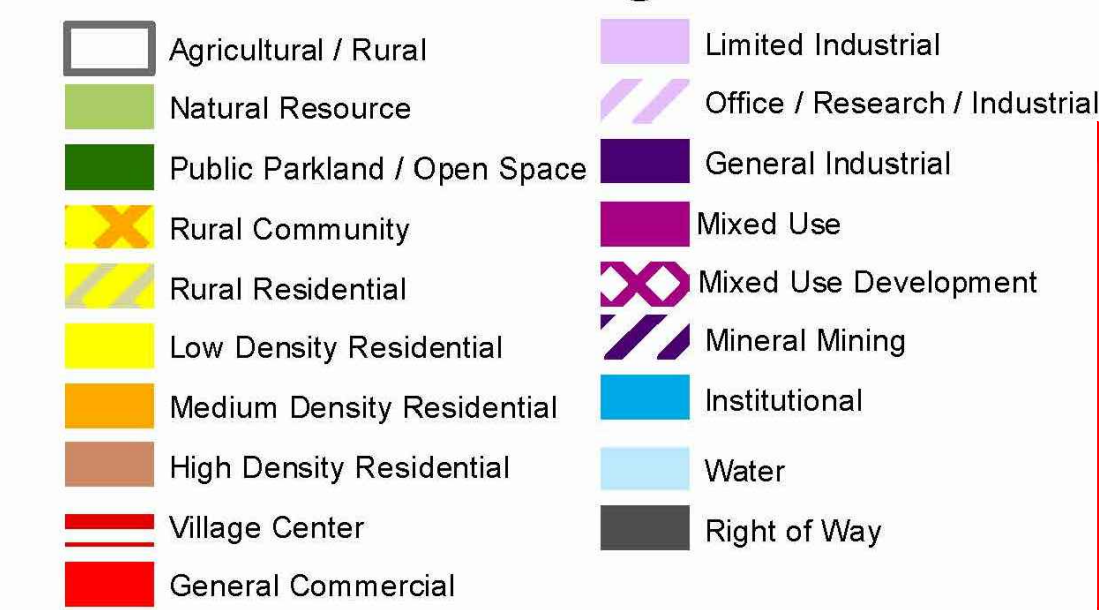 Agricultural / Rural
Natural Resource
Public Parkland / Open Space
Rural Community
Rural Residential
Low Density Residential
Medium Density Residential
High Density Residential
Village Center
General Commercial
Limited Industrial
Office / Research / Industrial
General Industrial
Mixed Use
Mixed Use Development
Mineral Mining
Institutional
Water
Right of Way